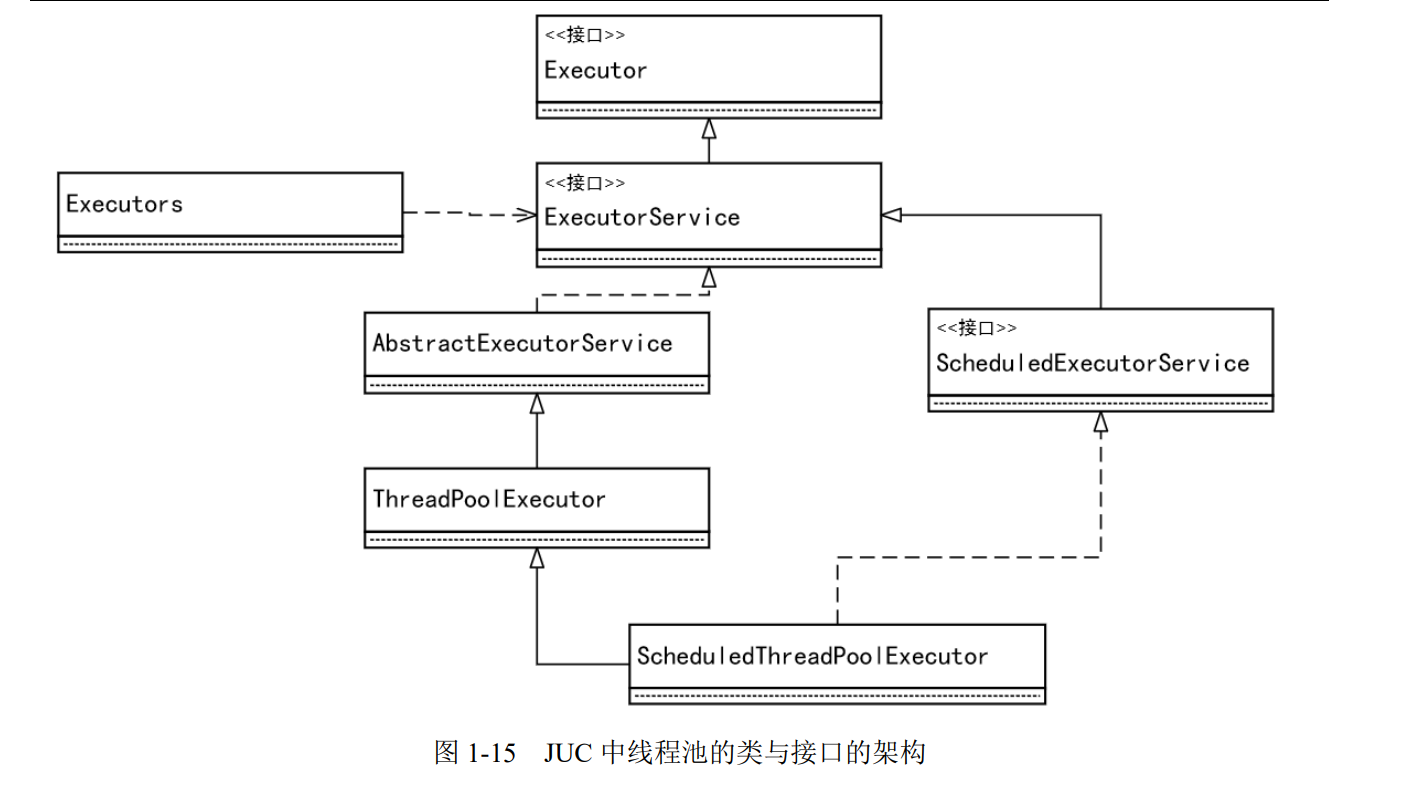 <<接口>>
Executor
Executors
<<接口>>
ExecutorService
AbstractExecutorService
<<接口>>
ScheduledExecutorService
ThreadPoolExecutor
ScheduledThreadPoolExecutor
图 1-15 JUC 中线程池的类与接口的架构